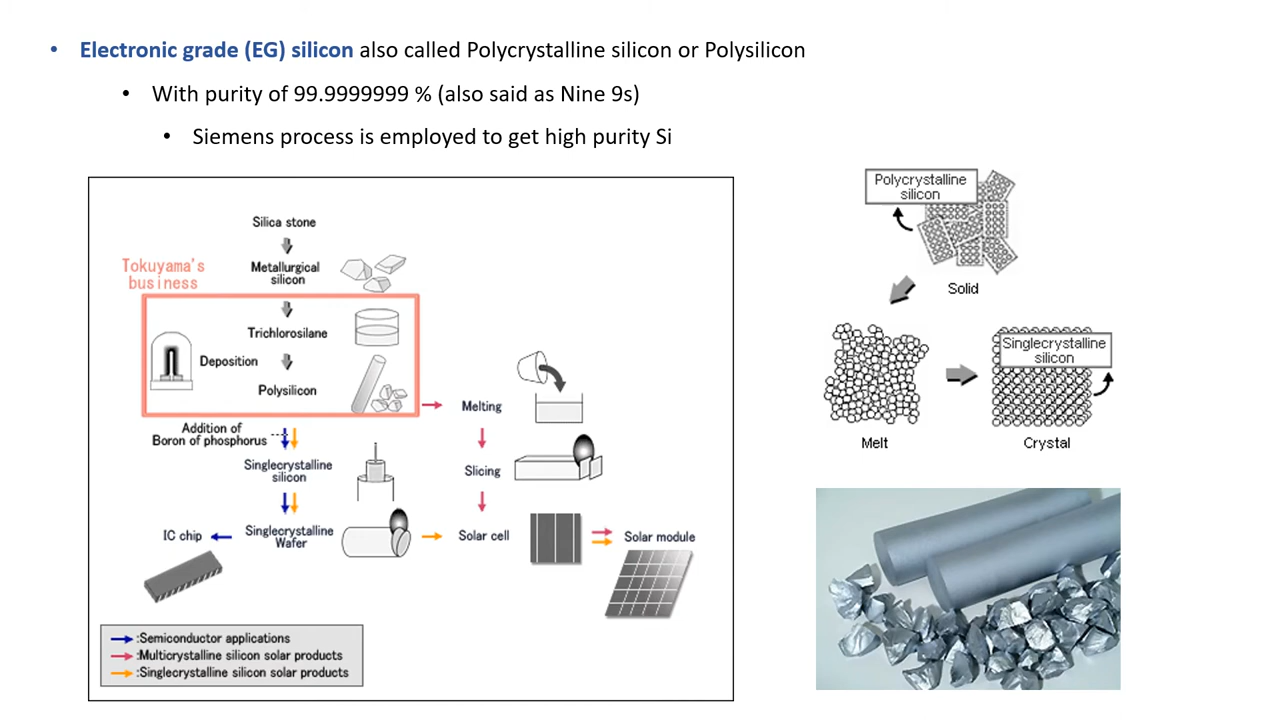 • Electronic grade (EG) silicon also called Polycrystalline silicon or Polysilicon
• With purity of 99.9999999 % (also said as Nine 9s)
• Siemens process is employed to get high purity Si
Silica stone
Tokuyama's
business
Metallurgical
silicon
Trichlorosilane
Deposition
Polysilicon
Melting
Addition of
Boron of phosphorus
Singlecrystalline
silicon
Slicing
IC chip
Singlecrystalline
Wafer
Solar cell
Solar module
:Semiconductor applications
:Multicrystalline silicon solar products
:Singlecrystalline silicon solar products
Polycrystalline
silicon
Solid
Singlecrystalline
silicon
Melt
Crystal